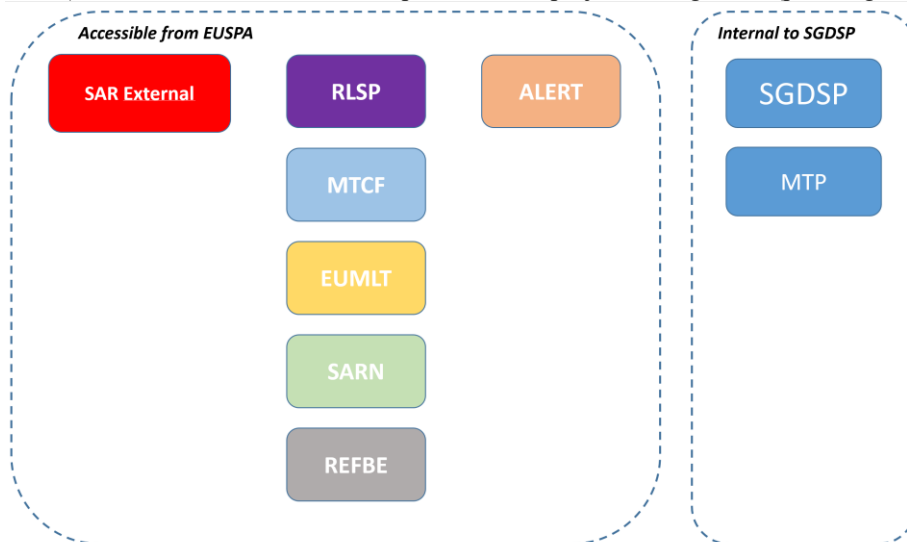 Accessible from EUSPA
Internal to SGDSP
SAR External
RLSP
ALERT
SGDSP
MTCF
MTP
EUMLT
SARN
REFBE